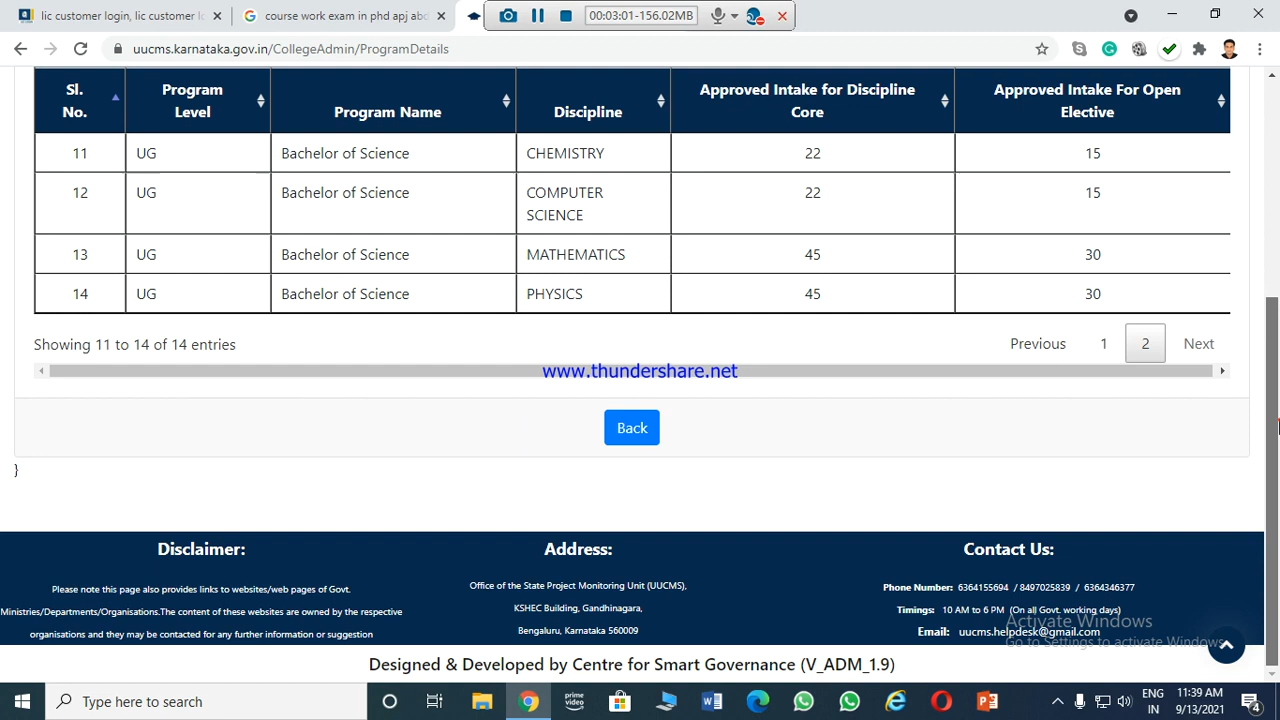 lic customer login, lic customer lo
course work exam in phd apj abd
00:03:01-156.02MB
uucms.karnataka.gov.in/CollegeAdmin/ProgramDetails
Sl. No. Program Level Program Name Discipline Approved Intake for Discipline Core Approved Intake For Open Elective
11 UG Bachelor of Science CHEMISTRY 22 15
12 UG Bachelor of Science COMPUTER SCIENCE 22 15
13 UG Bachelor of Science MATHEMATICS 45 30
14 UG Bachelor of Science PHYSICS 45 30
Showing 11 to 14 of 14 entries Previous 1 2 Next
www.thundershare.net
Back
}
Disclaimer:
Please note this page also provides links to websites/web pages of Govt.
Ministries/Departments/Organisations.The content of these websites are owned by the respective
organisations and they may be contacted for any further information or suggestion
Address:
Office of the State Project Monitoring Unit (UUCMS),
KSHEC Building, Gandhinagara,
Bengaluru, Karnataka 560009
Contact Us:
Phone Number: 6364155694 / 8497025839 / 6364346377
Timings: 10 AM to 6 PM (On all Govt. working days)
Email: uucms.helpdesk@gmail.com
Activate Windows
Go to Settings to activate Windows.
Designed & Developed by Centre for Smart Governance (V_ADM_1.9)
Type here to search
prime video
ENG
IN
11:39 AM
9/13/2021
4